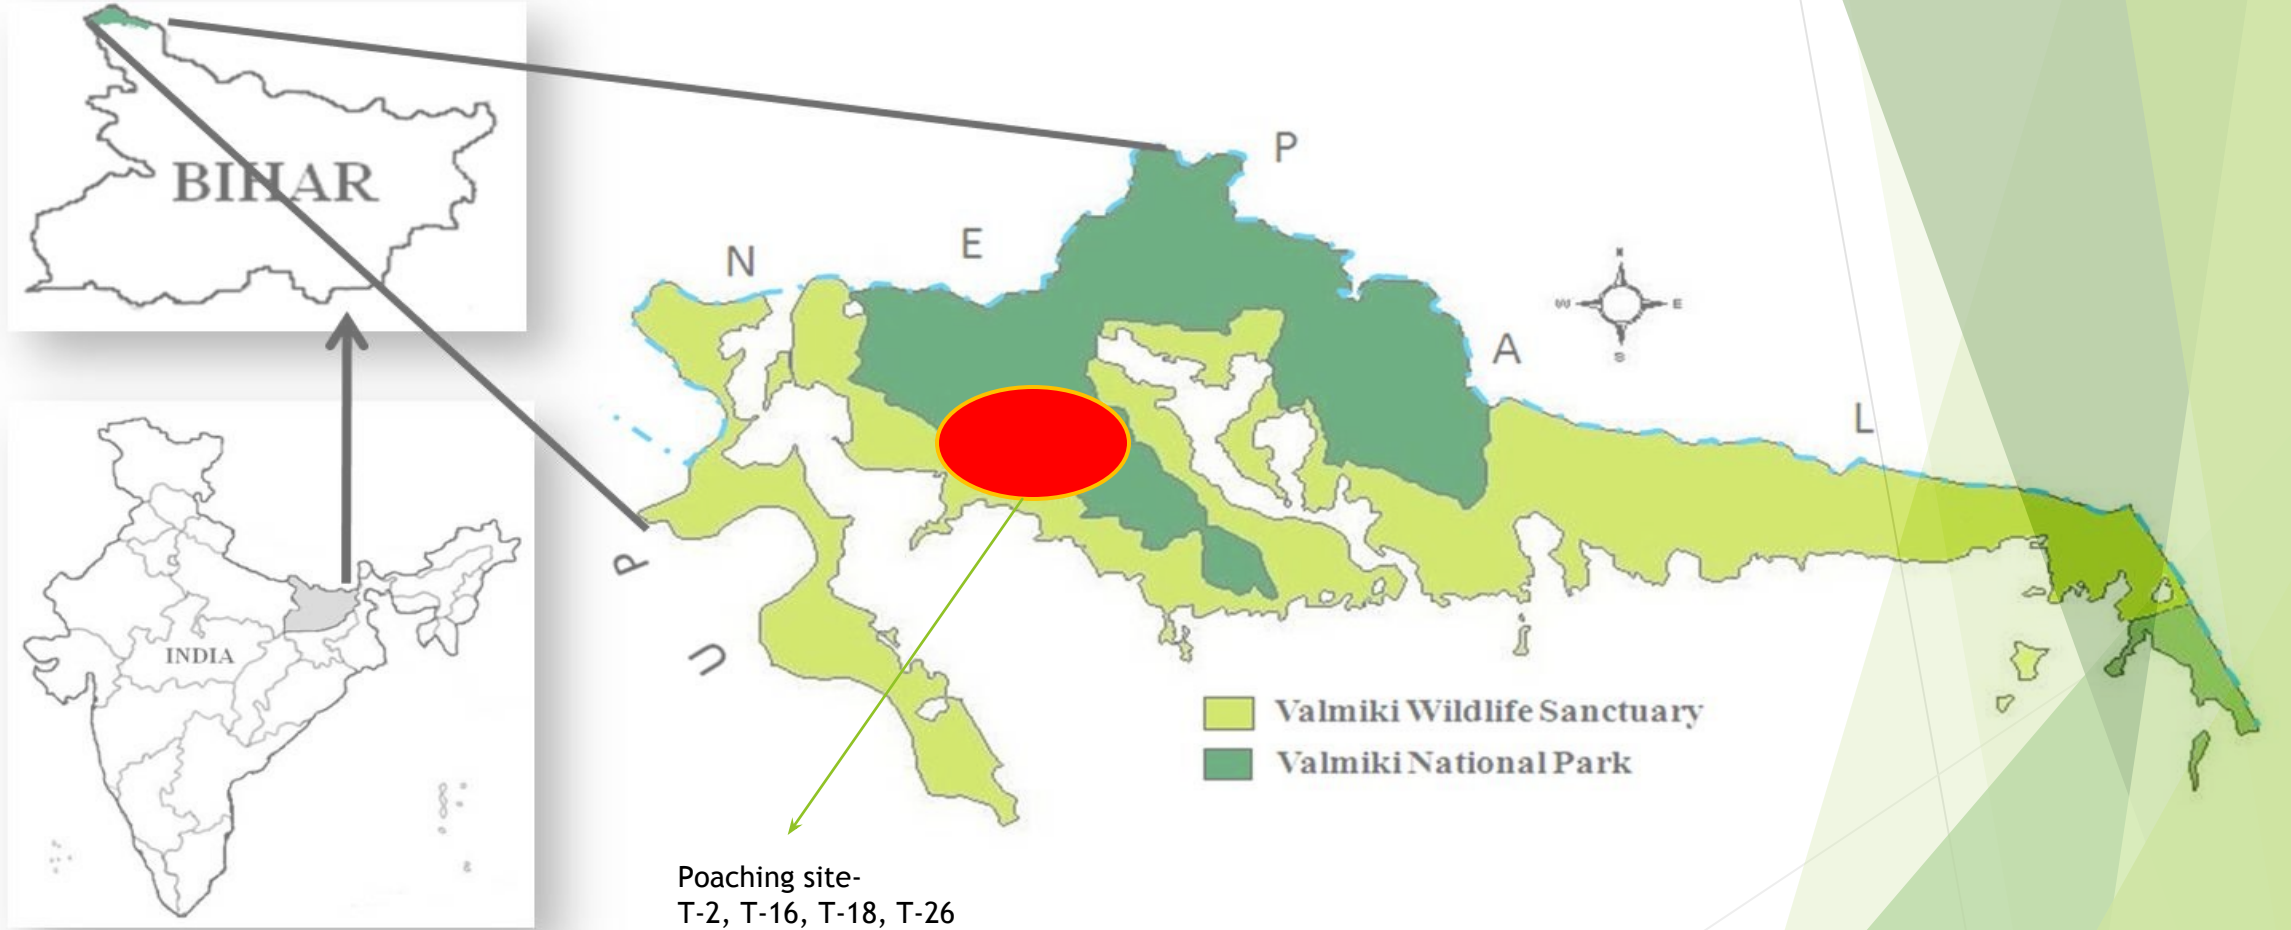 BIHAR
INDIA
N
E
P
A
L
U
P
N
W
E
S
Valmiki Wildlife Sanctuary
Valmiki National Park
Poaching site-
T-2, T-16, T-18, T-26